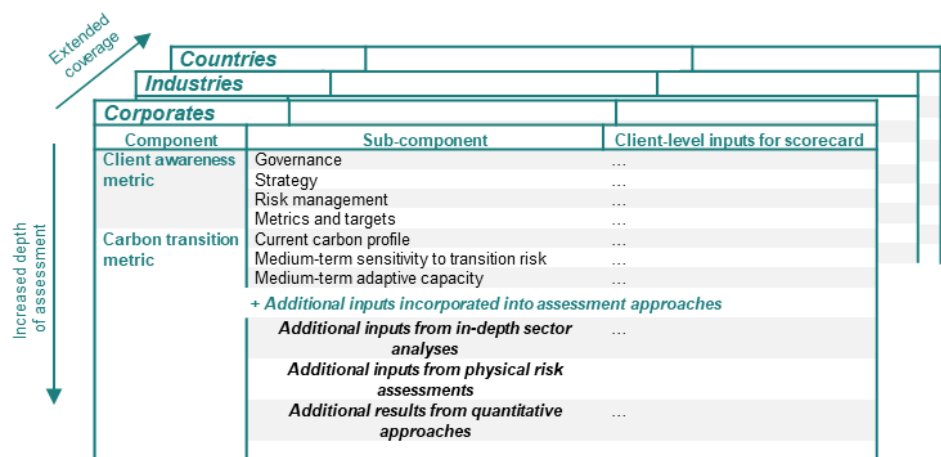 Extended
coverage
Countries
Industries
Corporates
Component Sub-component Client-level inputs for scorecard
Client awareness Governance ...
metric Strategy ...
Risk management ...
Metrics and targets ...
Carbon transition Current carbon profile ...
metric Medium-term sensitivity to transition risk ...
Medium-term adaptive capacity ...
+ Additional inputs incorporated into assessment approaches
Additional inputs from in-depth sector ...
analyses
Additional inputs from physical risk
assessments
Additional results from quantitative ...
approaches
Increased depth
of assessment